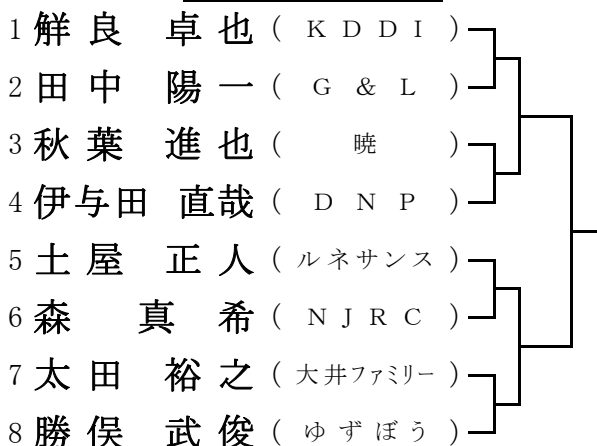 1 鮮良 卓也 ( KDDI )
2 田中 陽一 ( G & L )
3 秋葉 進也 ( 暁 )
4 伊与田 直哉 ( DNP )
5 土屋 正人 ( ルネサンス )
6 森 真希 ( NJRC )
7 太田 裕之 ( 大井ファミリー )
8 勝俣 武俊 ( ゆずぼう )